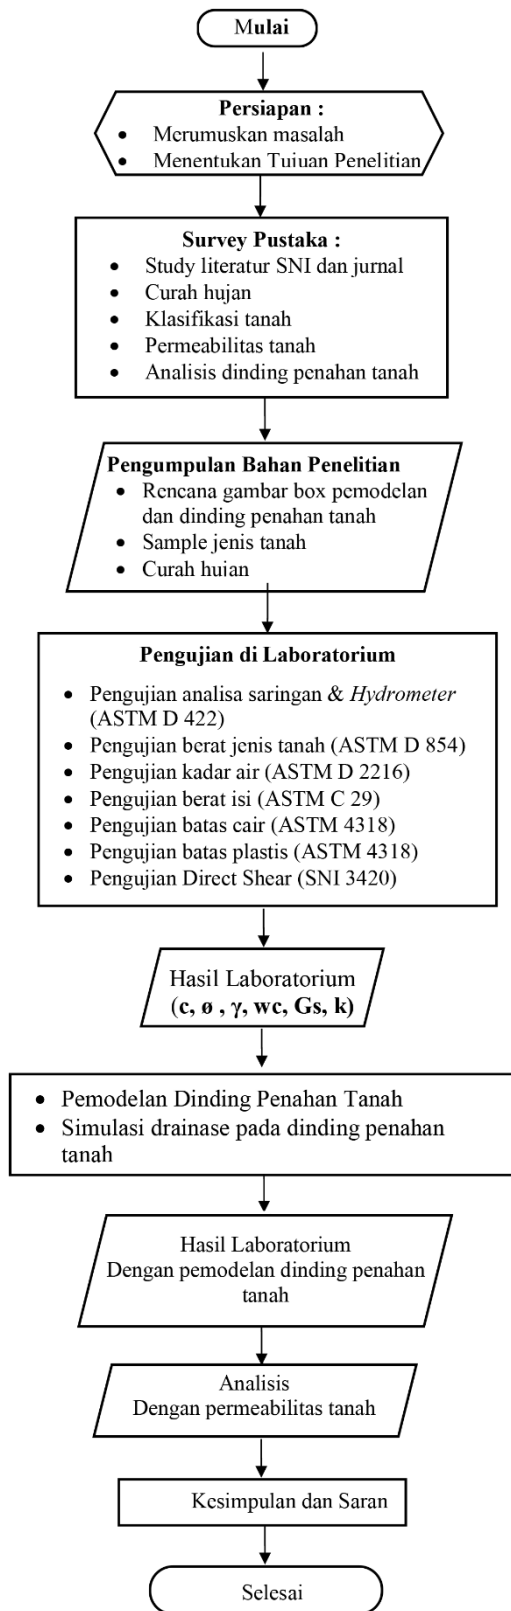 Mulai
Persiapan :
• Merumuskan masalah
• Menentukan Tujuan Penelitian
Survey Pustaka :
• Study literatur SNI dan jurnal
• Curah hujan
• Klasifikasi tanah
• Permeabilitas tanah
• Analisis dinding penahan tanah
Pengumpulan Bahan Penelitian
• Rencana gambar box pemodelan
dan dinding penahan tanah
• Sample jenis tanah
• Curah hujan
Pengujian di Laboratorium
• Pengujian analisa saringan & Hydrometer
(ASTM D 422)
• Pengujian berat jenis tanah (ASTM D 854)
• Pengujian kadar air (ASTM D 2216)
• Pengujian berat isi (ASTM C 29)
• Pengujian batas cair (ASTM 4318)
• Pengujian batas plastis (ASTM 4318)
• Pengujian Direct Shear (SNI 3420)
Hasil Laboratorium
(c, ø , γ, wc, Gs, k)
• Pemodelan Dinding Penahan Tanah
• Simulasi drainase pada dinding penahan
tanah
Hasil Laboratorium
Dengan pemodelan dinding penahan
tanah
Analisis
Dengan permeabilitas tanah
Kesimpulan dan Saran
Selesai